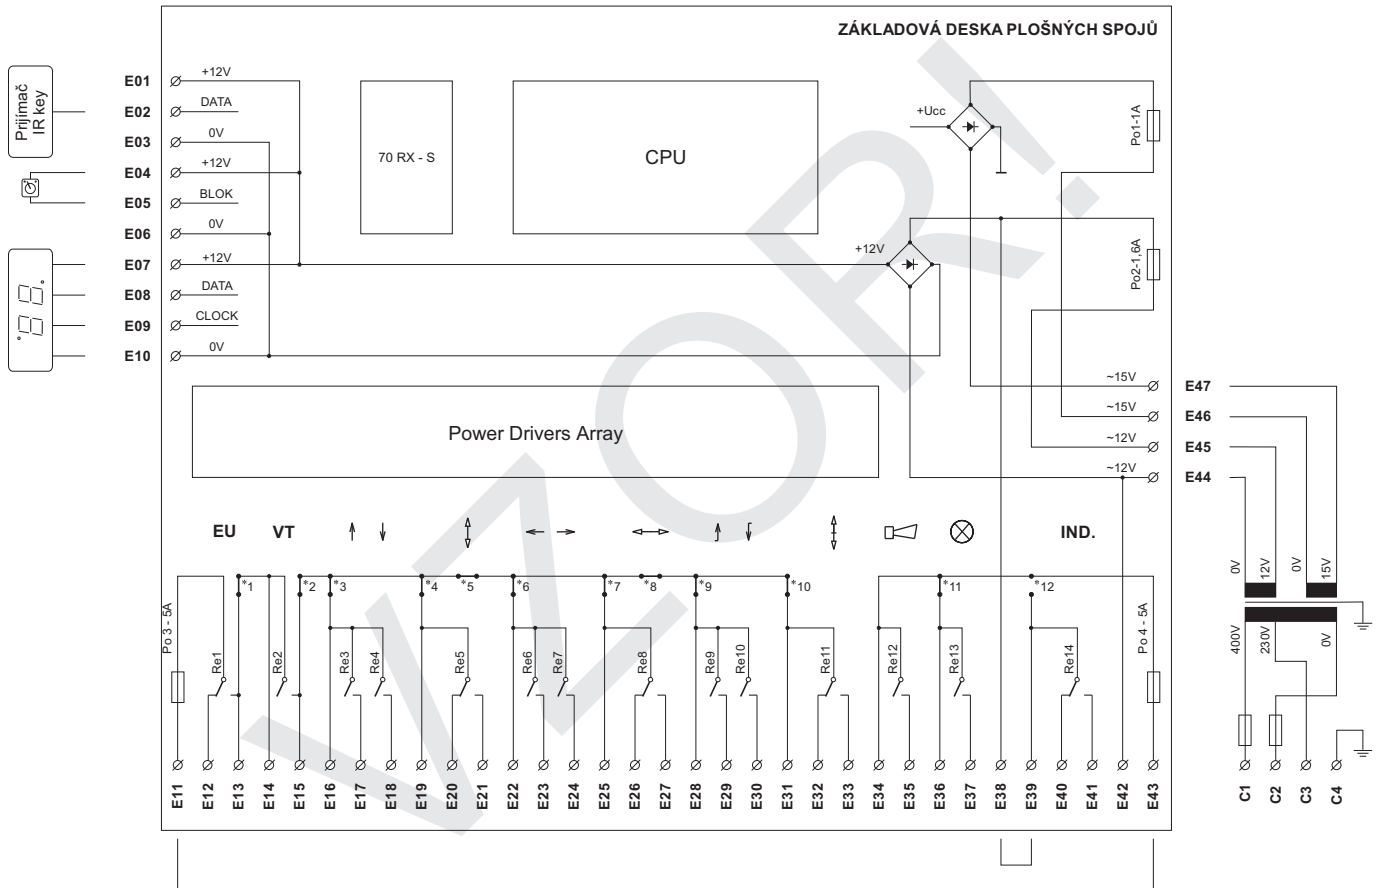 ZÁKLADOVÁ DESKA PLOŠNÝCH SPOJŮ
Prijímač
IR key
E01 +12V
E02 DATA
E03 0V
E04 +12V
E05 BLOK
E06 0V
E07 +12V
E08 DATA
E09 CLOCK
E10 0V
70 RX - S
CPU
+Ucc
Po1-1A
+12V
Po2-1,6A
Power Drivers Array
~15V E47
~15V E46
~12V E45
~12V E44
EU VT IND.
*1 *2 *3 *4 *5 *6 *7 *8 *9 *10 *11 *12
Po 3 - 5A
Re1 Re2 Re3 Re4 Re5 Re6 Re7 Re8 Re9 Re10 Re11 Re12 Re13 Re14
Po 4 - 5A
0V 12V 0V 15V
400V 230V 0V
E11 E12 E13 E14 E15 E16 E17 E18 E19 E20 E21 E22 E23 E24 E25 E26 E27 E28 E29 E30 E31 E32 E33 E34 E35 E36 E37 E38 E39 E40 E41 E42 E43
C1 C2 C3 C4
VZOR!